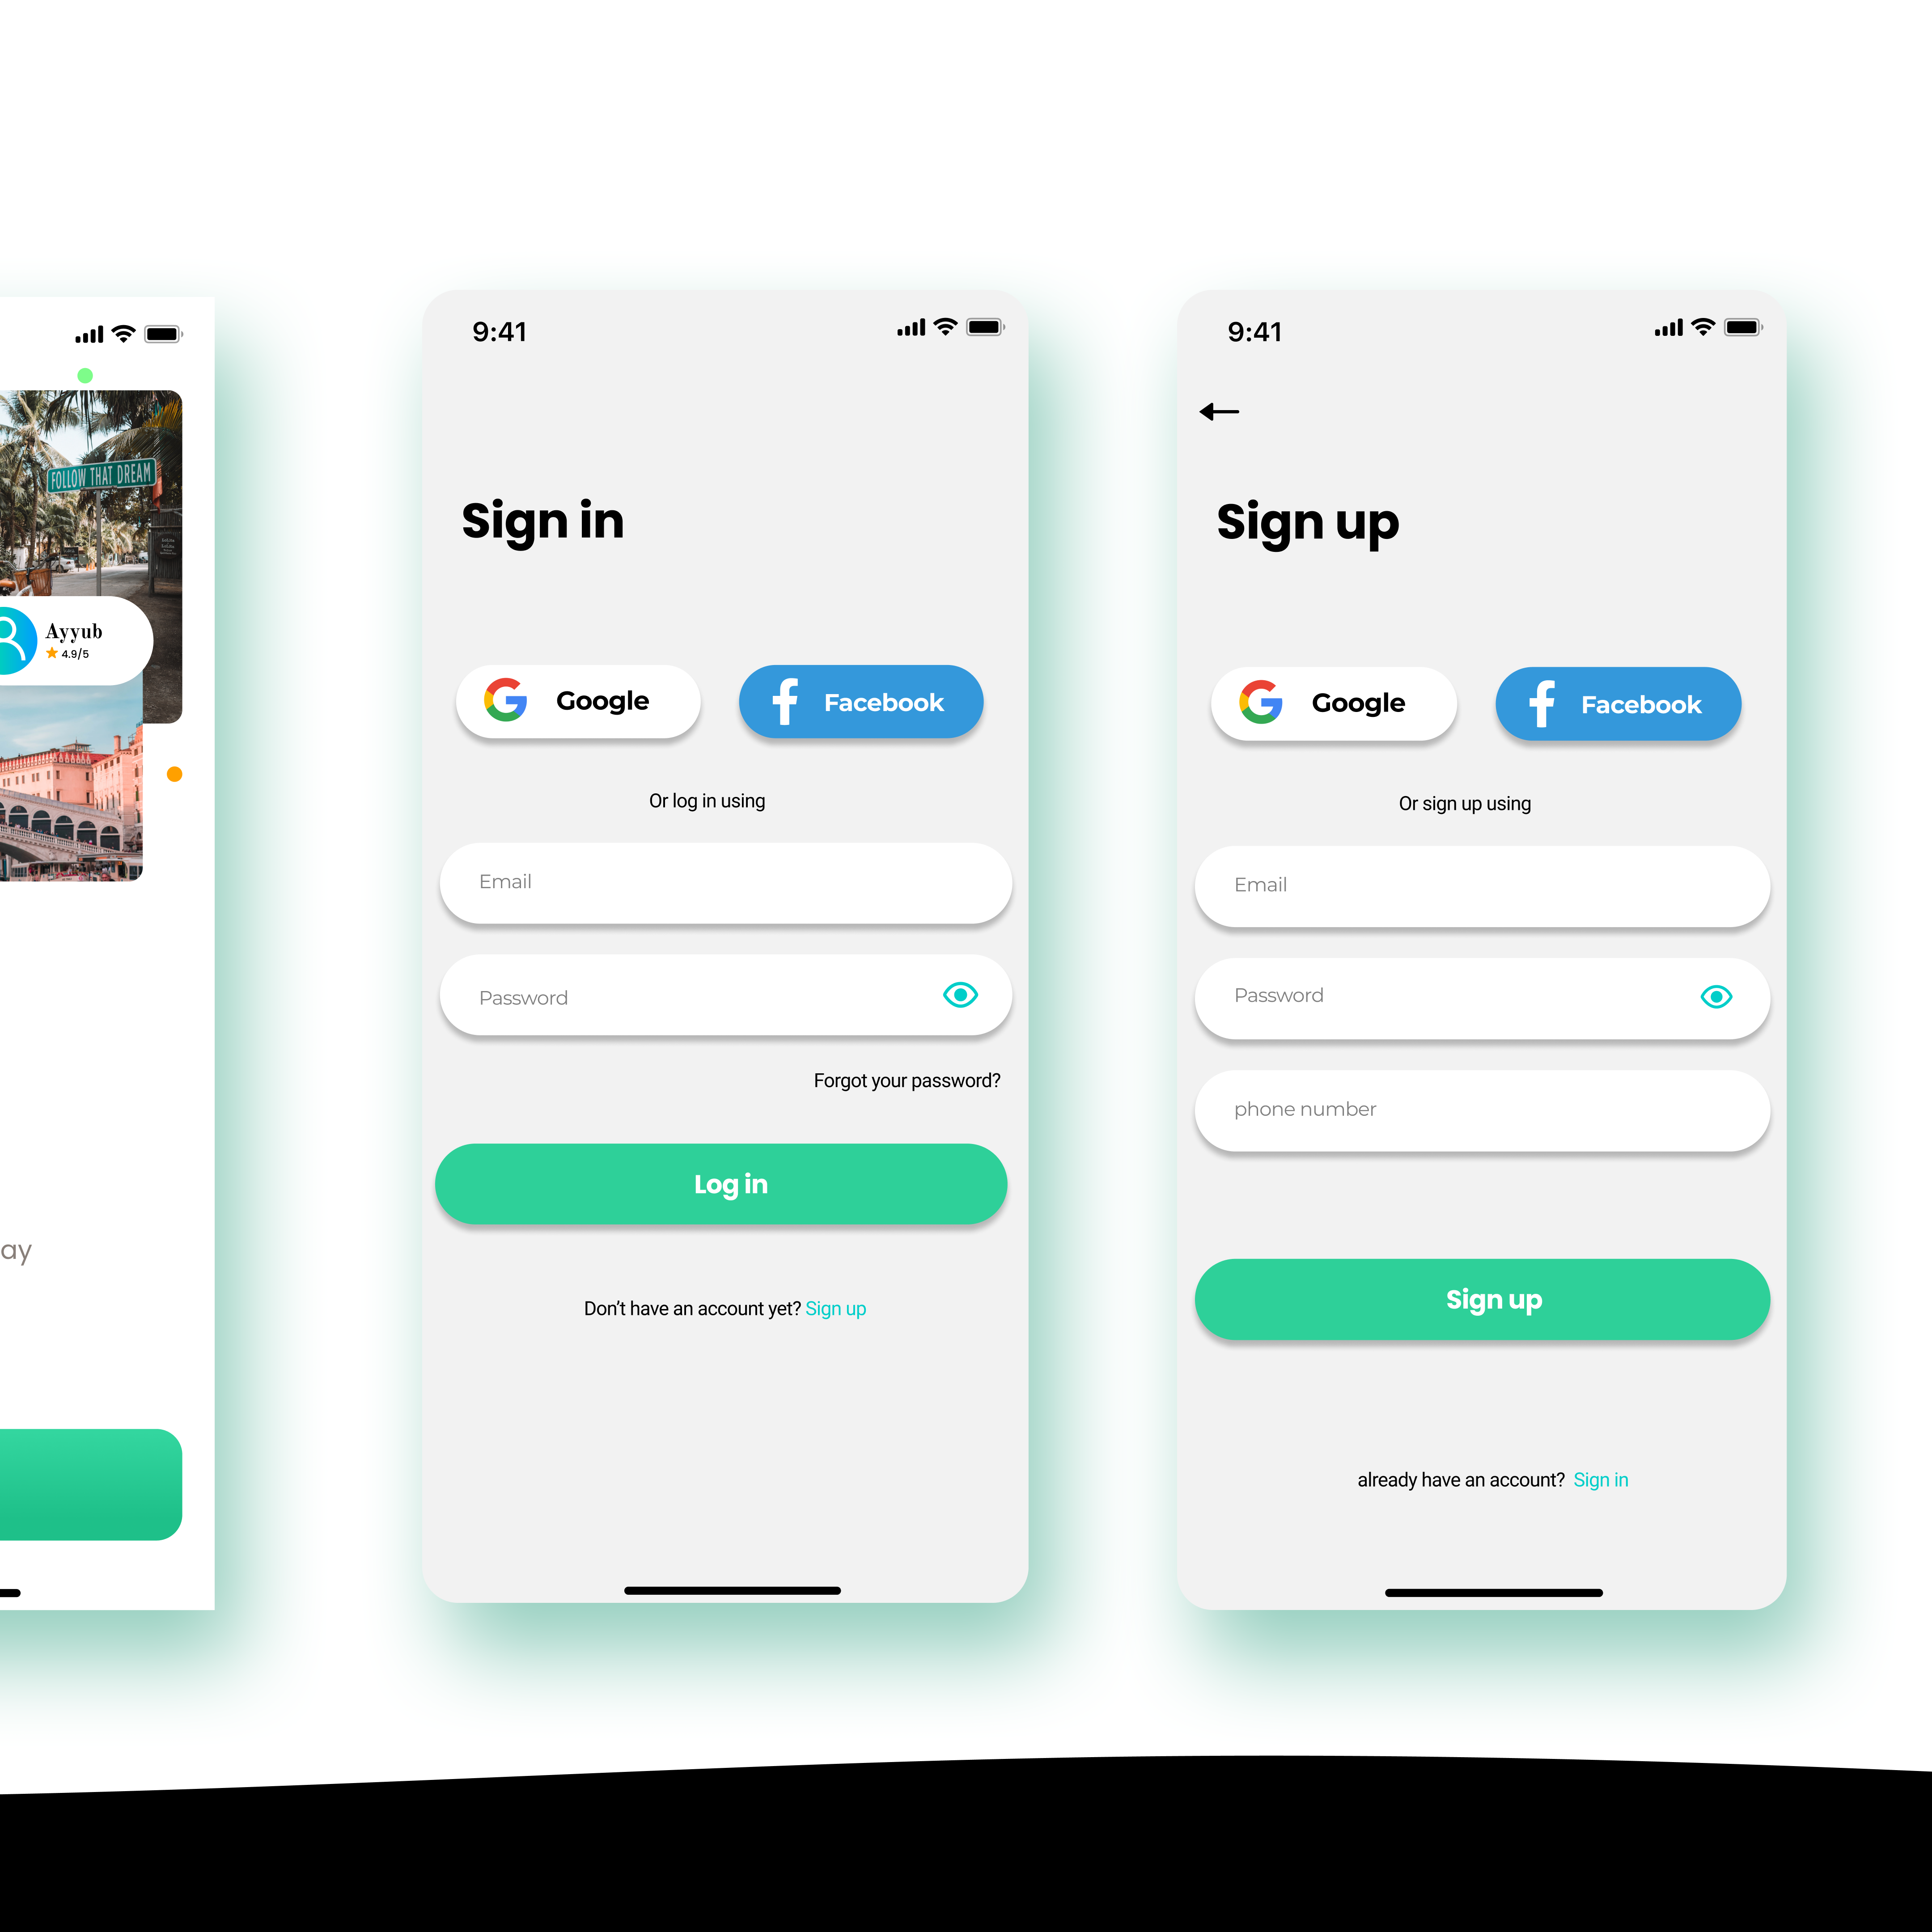 FOLLOW THAT DREAM
Ayyub
4.9/5
ay
9:41
Sign in
Google
Facebook
Or log in using
Email
Password
Forgot your password?
Log in
Don't have an account yet? Sign up
9:41
Sign up
Google
Facebook
Or sign up using
Email
Password
phone number
Sign up
already have an account? Sign in